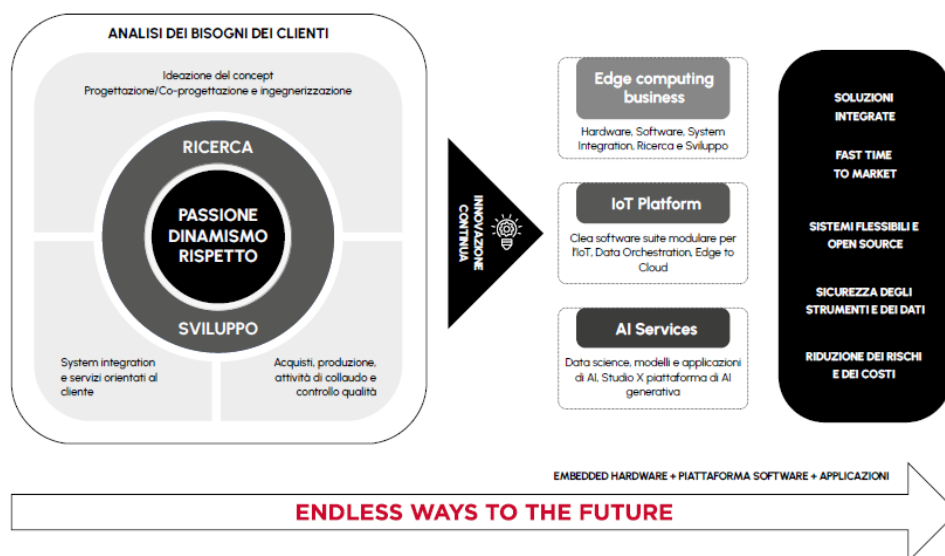 ANALISI DEI BISOGNI DEI CLIENTI
Ideazione del concept
Progettazione/Co-progettazione e ingegnerizzazione
RICERCA
PASSIONE
DINAMISMO
RISPETTO
SVILUPPO
System integration
e servizi orientati al
cliente
Acquisti, produzione,
attività di collaudo e
controllo qualità
INNOVAZIONE
CONTINUA
Edge computing
business
Hardware, Software, System
Integration, Ricerca e Sviluppo
IoT Platform
Clea software suite modulare per
l'IoT, Data Orchestration, Edge to
Cloud
AI Services
Data science, modelli e applicazioni
di AI, Studio X piattaforma di AI
generativa
SOLUZIONI
INTEGRATE
FAST TIME
TO MARKET
SISTEMI FLESSIBILI E
OPEN SOURCE
SICUREZZA DEGLI
STRUMENTI E DEI DATI
RIDUZIONE DEI RISCHI
E DEI COSTI
EMBEDDED HARDWARE + PIATTAFORMA SOFTWARE + APPLICAZIONI
ENDLESS WAYS TO THE FUTURE